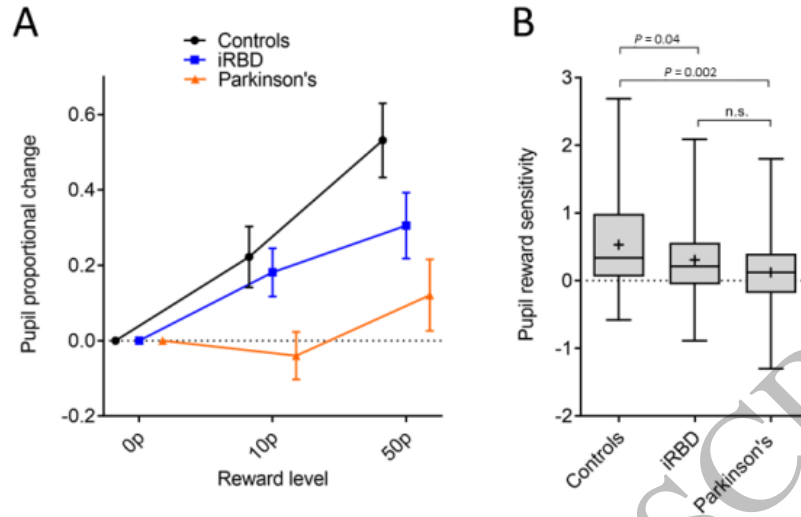 A
Controls
iRBD
Parkinson's
Pupil proportional change
0.6
0.4
0.2
0.0
-0.2
0p
10p
50p
Reward level
B
P = 0.04
P = 0.002
n.s.
Pupil reward sensitivity
3
2
1
0
-1
-2
Controls
iRBD
Parkinson's